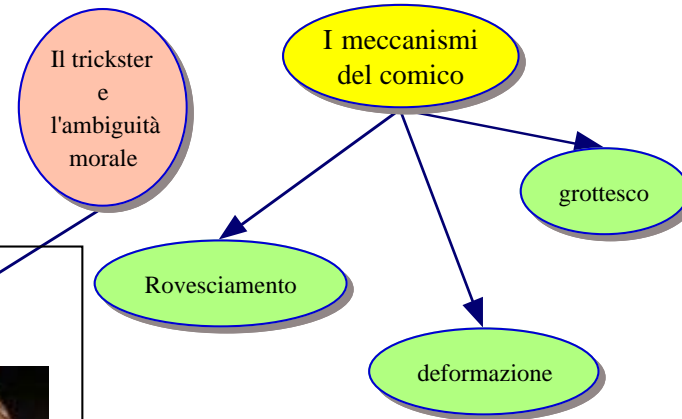 Il trickster
e
l'ambiguità
morale
I meccanismi
del comico
grottesco
Rovesciamento
deformazione